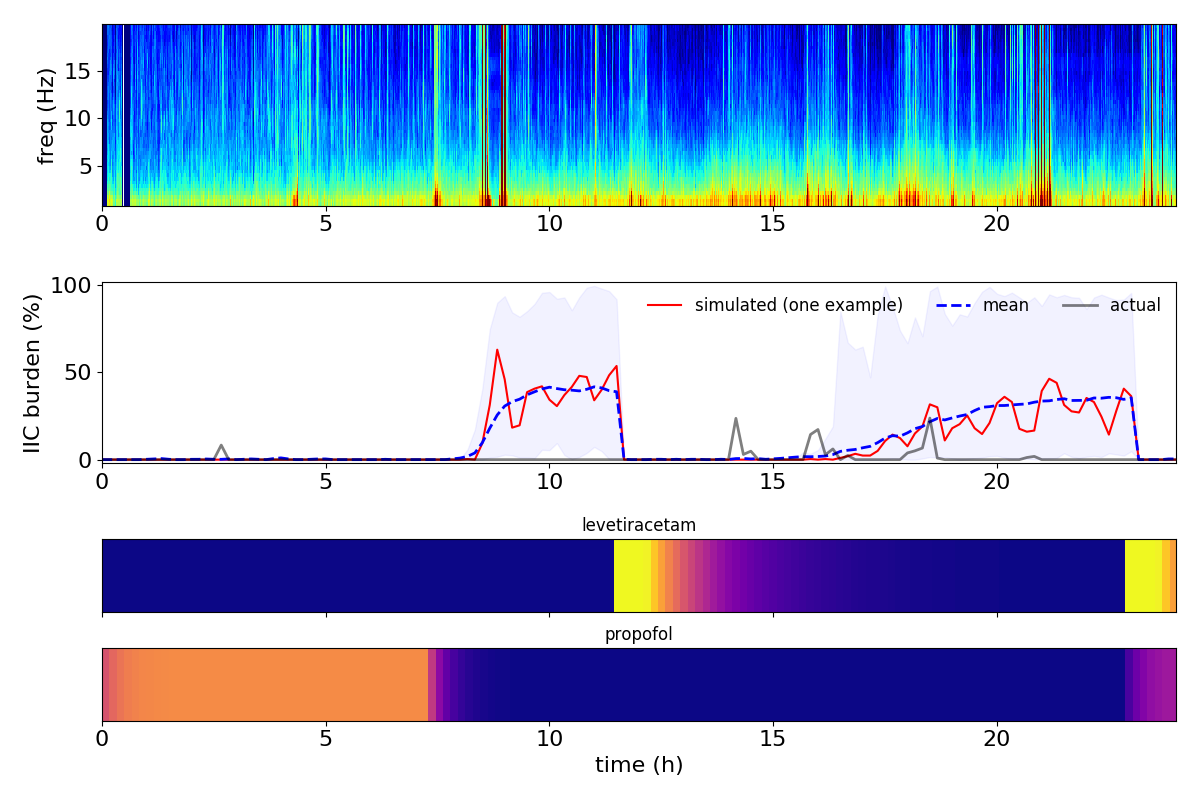 freq (Hz)
15
10
5
0 5 10 15 20
IIC burden (%)
100
50
0
simulated (one example) mean actual
0 5 10 15 20
levetiracetam
propofol
0 5 10 15 20
time (h)